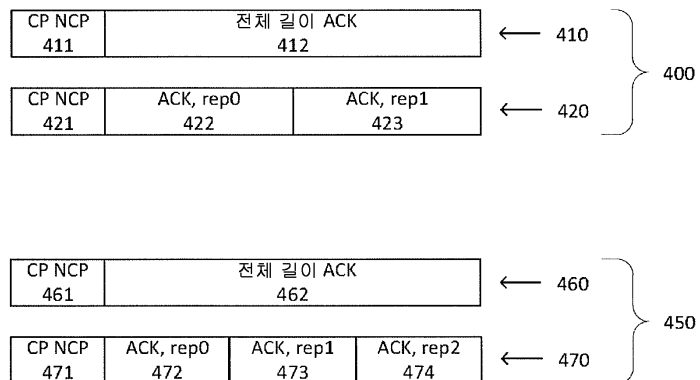 CP NCP 전체 길이 ACK
411 412 410
400
CP NCP ACK, rep0 ACK, rep1
421 422 423 420
CP NCP 전체 길이 ACK
461 462 460
450
CP NCP ACK, rep0 ACK, rep1 ACK, rep2
471 472 473 474 470